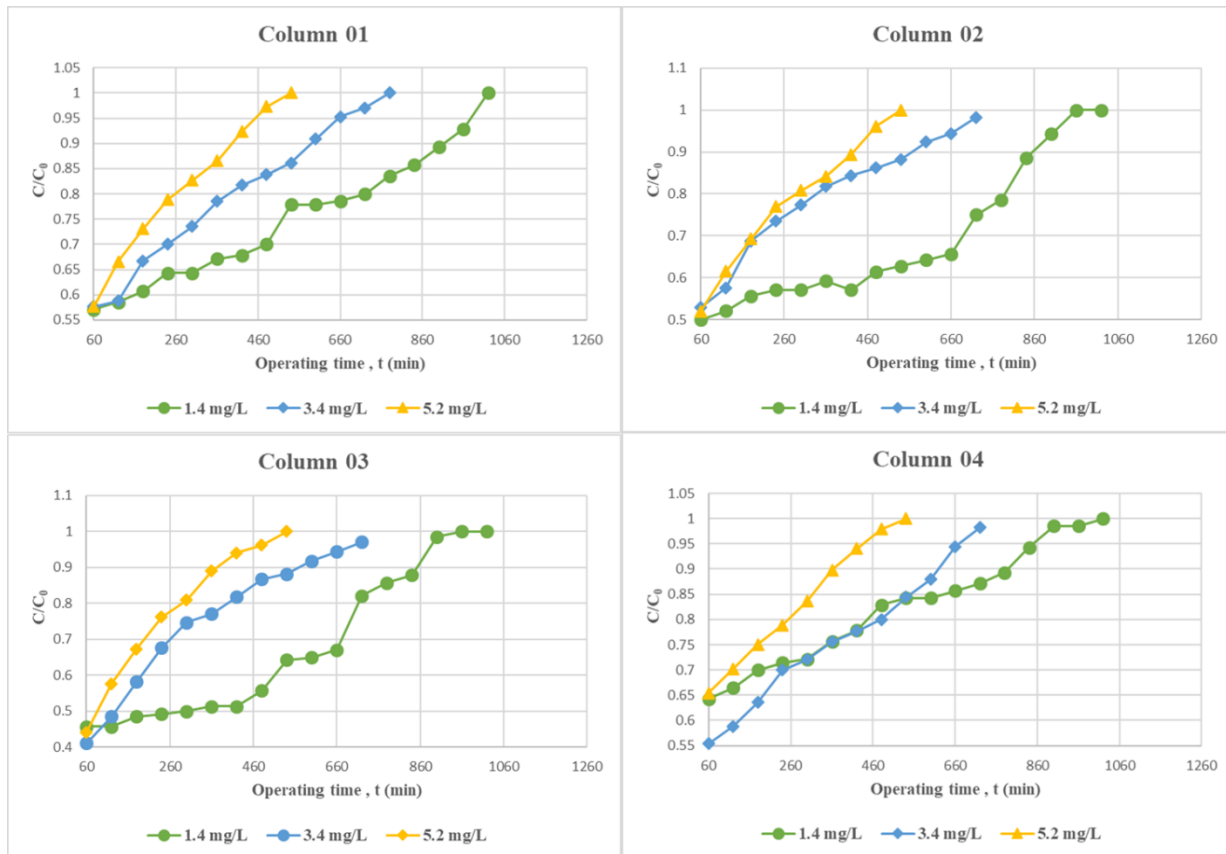 Column 01
1.05
1
0.95
0.9
0.85
0.8
0.75
0.7
0.65
0.6
0.55
C/C₀
60 260 460 660 860 1060 1260
Operating time , t (min)
1.4 mg/L 3.4 mg/L 5.2 mg/L
Column 02
1.1
1
0.9
0.8
0.7
0.6
0.5
C/C₀
60 260 460 660 860 1060 1260
Operating time , t (min)
1.4 mg/L 3.4 mg/L 5.2 mg/L
Column 03
1.1
1
0.9
0.8
0.7
0.6
0.5
0.4
C/C₀
60 260 460 660 860 1060 1260
Operating time, t (min)
1.4 mg/L 3.4 mg/L 5.2 mg/L
Column 04
1.05
1
0.95
0.9
0.85
0.8
0.75
0.7
0.65
0.6
0.55
C/C₀
60 260 460 660 860 1060 1260
Operating time, t (min)
1.4 mg/L 3.4 mg/L 5.2 mg/L